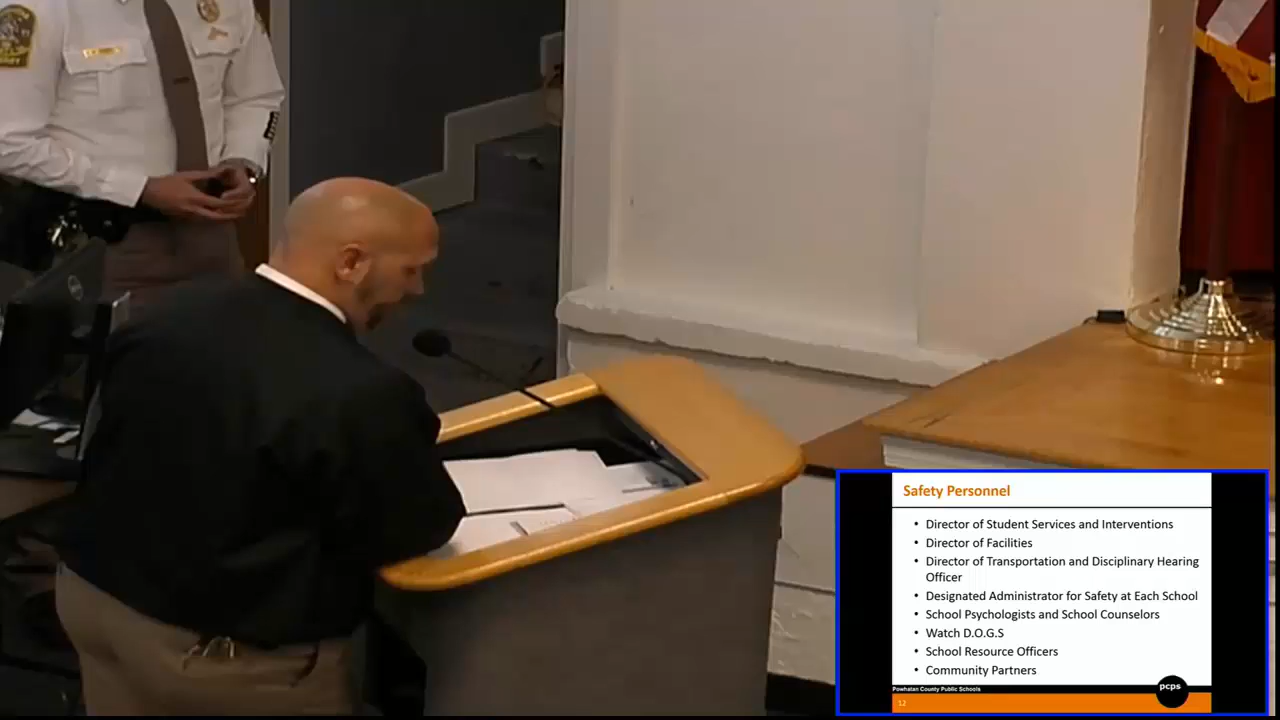 Safety Personnel
• Director of Student Services and Interventions
• Director of Facilities
• Director of Transportation and Disciplinary Hearing
Officer
• Designated Administrator for Safety at Each School
• School Psychologists and School Counselors
• Watch D.O.G.S
• School Resource Officers
• Community Partners
Powhatan County Public Schools
pcps
12